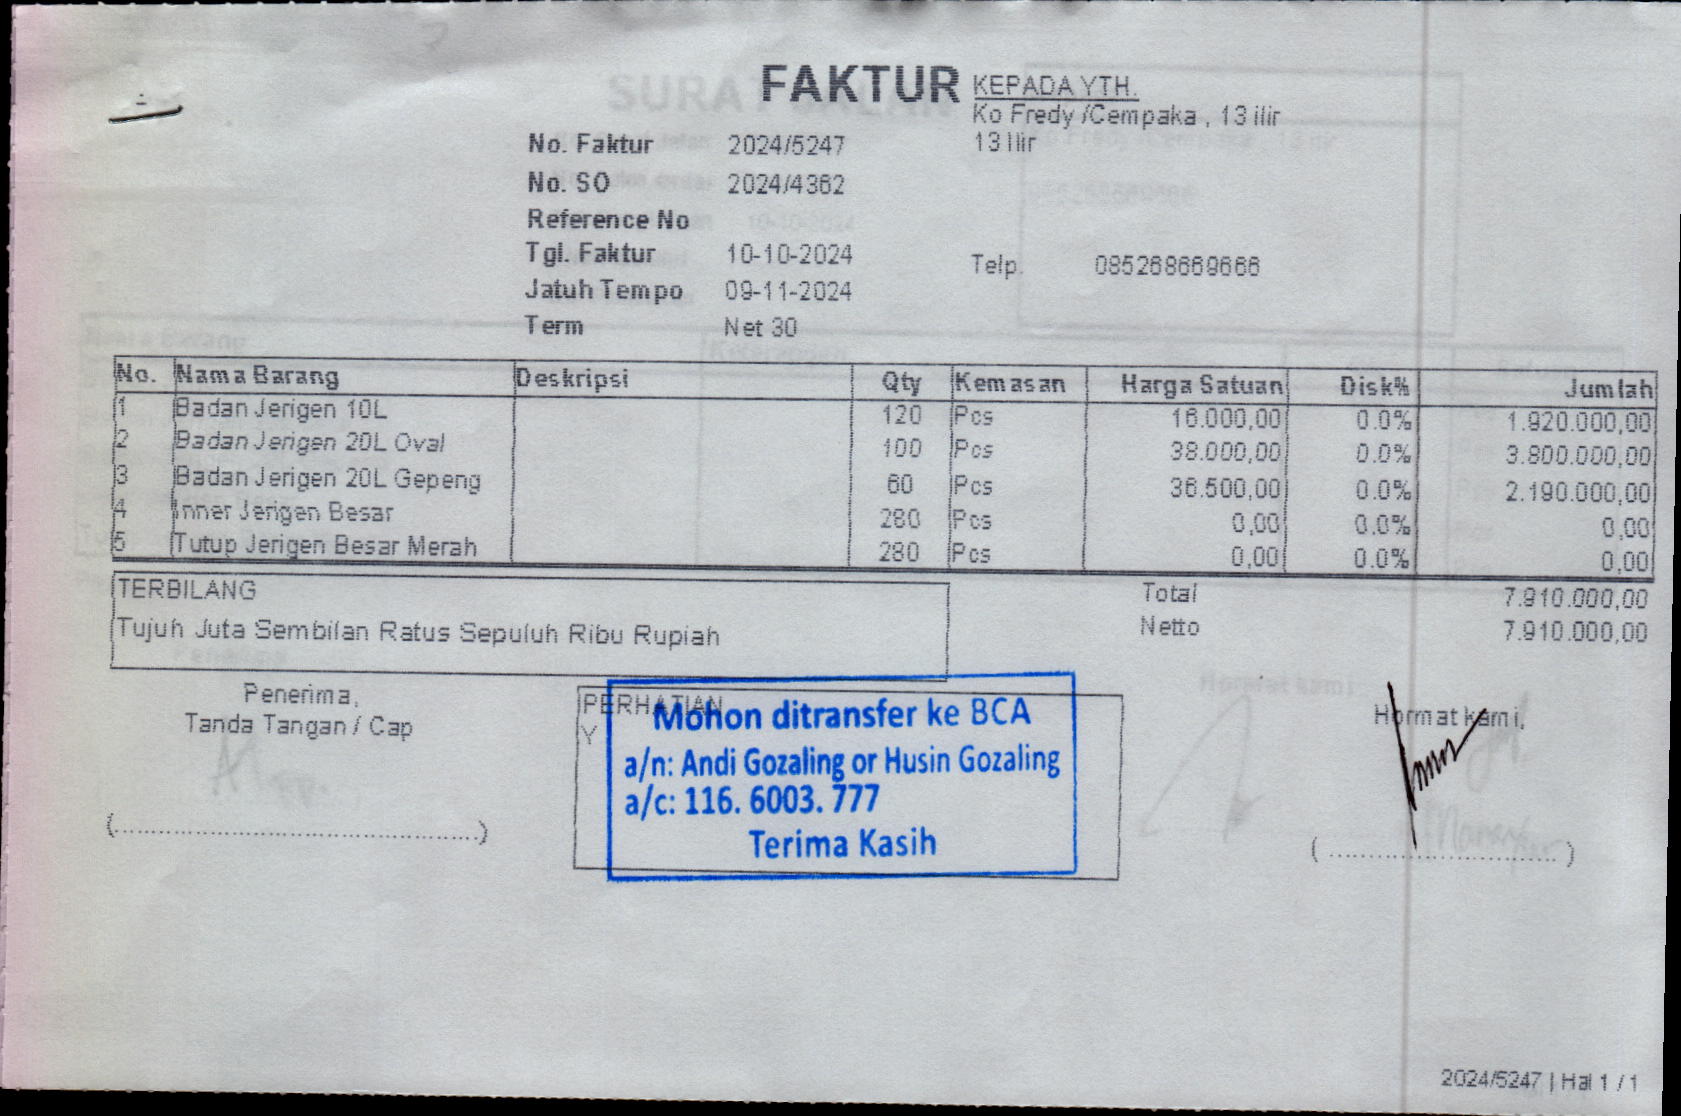 FAKTUR
KEPADA YTH.
Ko Fredy /Cempaka , 13 ilir
13 Ilir
No. Faktur 2024/5247
No. SO 2024/4362
Reference No
Tgl. Faktur 10-10-2024
Telp. 085268669666
Jatuh Tempo 09-11-2024
Term Net 30
No. Nama Barang Deskripsi Qty Kemasan Harga Satuan Disk% Jumlah
1 Badan Jerigen 10L 120 Pcs 16.000,00 0.0% 1.920.000,00
2 Badan Jerigen 20L Oval 100 Pcs 38.000,00 0.0% 3.800.000,00
3 Badan Jerigen 20L Gepeng 60 Pcs 36.500,00 0.0% 2.190.000,00
4 Inner Jerigen Besar 280 Pcs 0,00 0.0% 0,00
5 Tutup Jerigen Besar Merah 280 Pcs 0,00 0.0% 0,00
TERBILANG
Tujuh Juta Sembilan Ratus Sepuluh Ribu Rupiah
Total 7.910.000,00
Netto 7.910.000,00
Penerima,
Tanda Tangan / Cap
PERHATIAN
Y
Mohon ditransfer ke BCA
a/n: Andi Gozaling or Husin Gozaling
a/c: 116. 6003. 777
Terima Kasih
Hormat kami,
2024/5247 | Hal 1 / 1